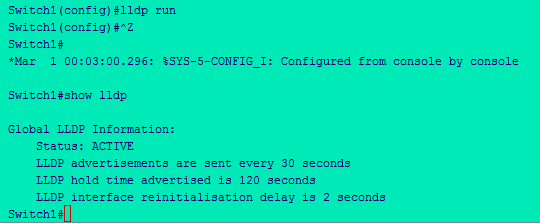 Switch1(config)#lldp run
Switch1(config)#^Z
Switch1#
*Mar  1 00:03:00.296: %SYS-5-CONFIG_I: Configured from console by console

Switch1#show lldp

Global LLDP Information:
    Status: ACTIVE
    LLDP advertisements are sent every 30 seconds
    LLDP hold time advertised is 120 seconds
    LLDP interface reinitialisation delay is 2 seconds
Switch1#